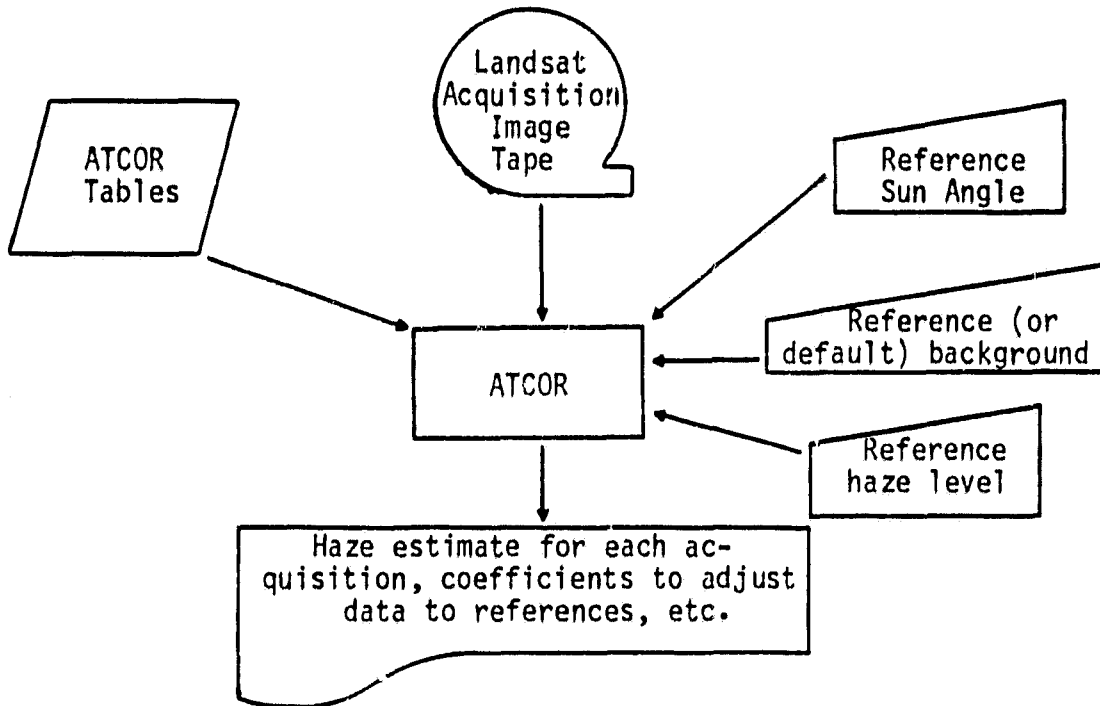 Landsat
Acquisition
Image
Tape
ATCOR
Tables
Reference
Sun Angle
Reference (or
default) background
ATCOR
Reference
haze level
Haze estimate for each ac-
quisition, coefficients to adjust
data to references, etc.